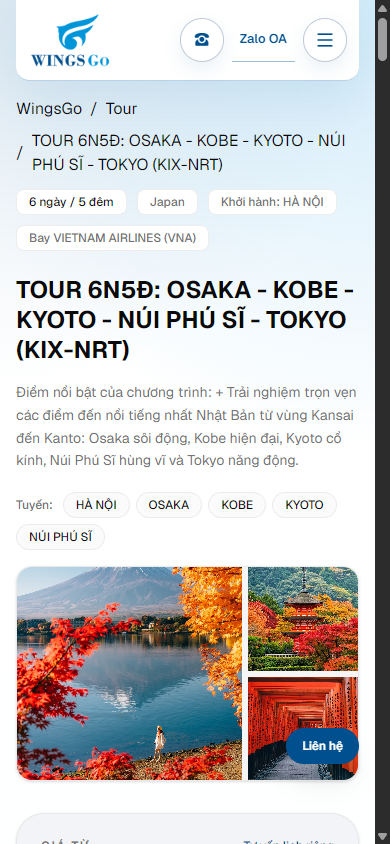 WINGS Go
Zalo OA
WingsGo / Tour
/ TOUR 6N5Đ: OSAKA - KOBE - KYOTO - NÚI
PHÚ SĨ - TOKYO (KIX-NRT)
6 ngày / 5 đêm
Japan
Khởi hành: HÀ NỘI
Bay VIETNAM AIRLINES (VNA)
TOUR 6N5Đ: OSAKA - KOBE -
KYOTO - NÚI PHÚ SĨ - TOKYO
(KIX-NRT)
Điểm nổi bật của chương trình: + Trải nghiệm trọn vẹn
các điểm đến nổi tiếng nhất Nhật Bản từ vùng Kansai
đến Kanto: Osaka sôi động, Kobe hiện đại, Kyoto cổ
kính, Núi Phú Sĩ hùng vĩ và Tokyo năng động.
Tuyến:
HÀ NỘI
OSAKA
KOBE
KYOTO
NÚI PHÚ SĨ
Liên hệ